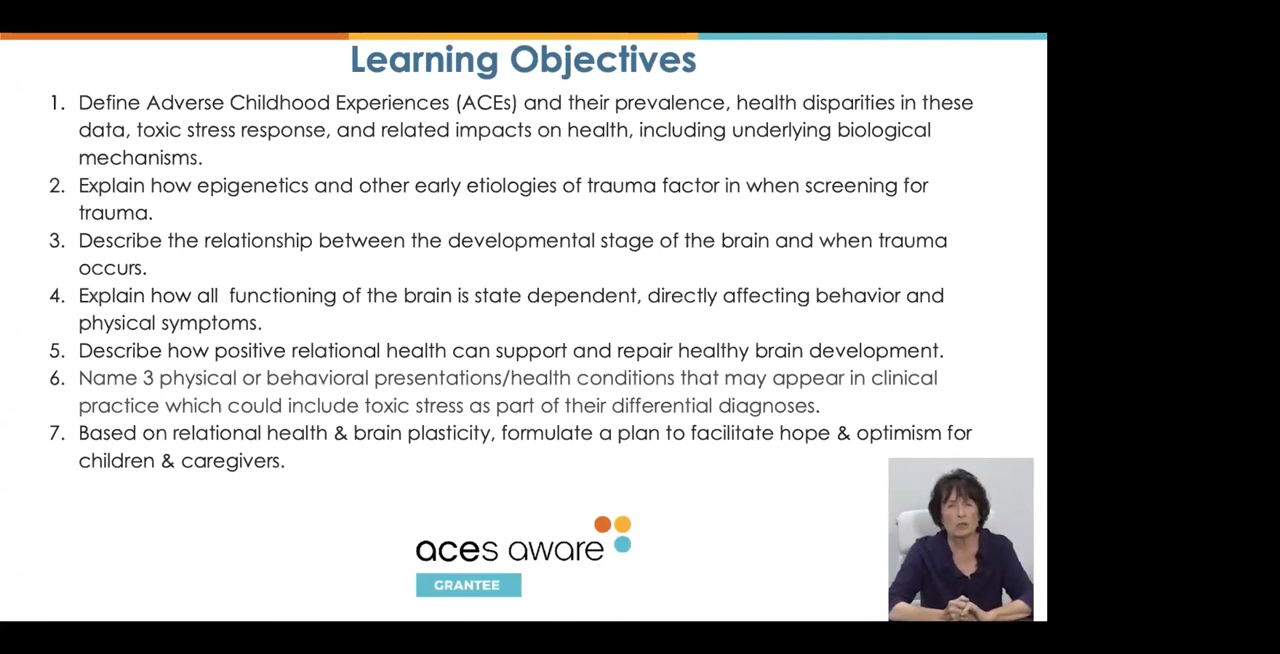 Learning Objectives
1. Define Adverse Childhood Experiences (ACEs) and their prevalence, health disparities in these
data, toxic stress response, and related impacts on health, including underlying biological
mechanisms.
2. Explain how epigenetics and other early etiologies of trauma factor in when screening for
trauma.
3. Describe the relationship between the developmental stage of the brain and when trauma
occurs.
4. Explain how all  functioning of the brain is state dependent, directly affecting behavior and
physical symptoms.
5. Describe how positive relational health can support and repair healthy brain development.
6. Name 3 physical or behavioral presentations/health conditions that may appear in clinical
practice which could include toxic stress as part of their differential diagnoses.
7. Based on relational health & brain plasticity, formulate a plan to facilitate hope & optimism for
children & caregivers.
aces aware
GRANTEE